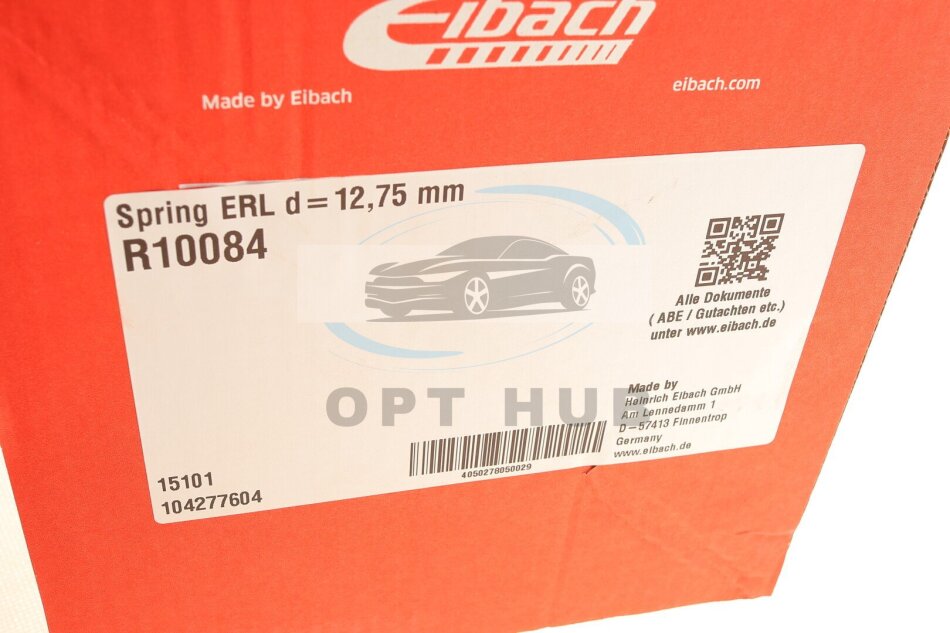 Eibach
Made by Eibach
eibach.com
Spring ERL d=12,75 mm
R10084
Alle Dokumente
( ABE / Gutachten etc.)
unter www.eibach.de
OPT HUB
Made by
Heinrich Eibach GmbH
Am Lennedamm 1
D-57413 Finnentrop
Germany
www.eibach.de
4050278050029
15101
104277604